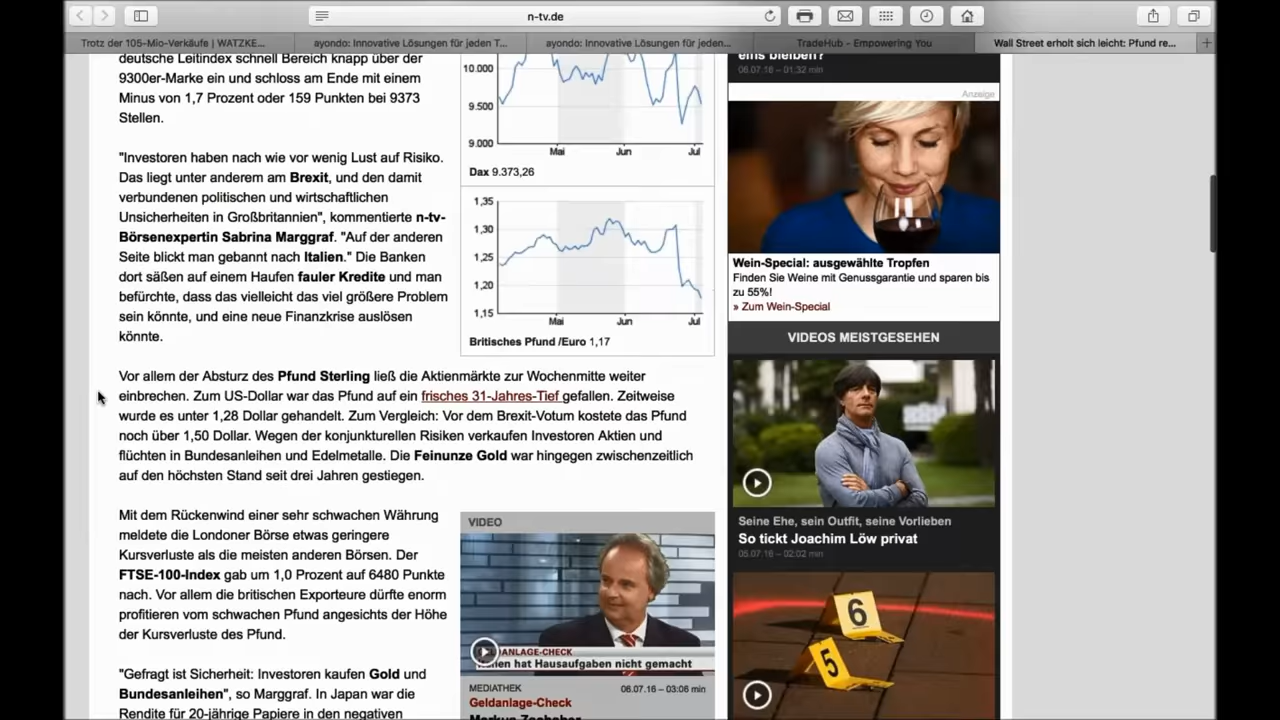 n-tv.de
Trotz der 105-Mio-Verkäufe | WATZKE...
ayondo: Innovative Lösungen für jeden T...
ayondo: Innovative Lösungen für jeden...
TradeHub - Empowering You
Wall Street erholt sich leicht: Pfund re...
deutsche Leitindex schnell Bereich knapp über der
9300er-Marke ein und schloss am Ende mit einem
Minus von 1,7 Prozent oder 159 Punkten bei 9373
Stellen.
"Investoren haben nach wie vor wenig Lust auf Risiko.
Das liegt unter anderem am Brexit, und den damit
verbundenen politischen und wirtschaftlichen
Unsicherheiten in Großbritannien", kommentierte n-tv-
Börsenexpertin Sabrina Marggraf. "Auf der anderen
Seite blickt man gebannt nach Italien." Die Banken
dort säßen auf einem Haufen fauler Kredite und man
befürchte, dass das vielleicht das viel größere Problem
sein könnte, und eine neue Finanzkrise auslösen
könnte.
10.000
9.500
9.000
Mai
Jun
Jul
Dax 9.373,26
1,35
1,30
1,25
1,20
1,15
Mai
Jun
Jul
Britisches Pfund /Euro 1,17
Vor allem der Absturz des Pfund Sterling ließ die Aktienmärkte zur Wochenmitte weiter
einbrechen. Zum US-Dollar war das Pfund auf ein frisches 31-Jahres-Tief gefallen. Zeitweise
wurde es unter 1,28 Dollar gehandelt. Zum Vergleich: Vor dem Brexit-Votum kostete das Pfund
noch über 1,50 Dollar. Wegen der konjunkturellen Risiken verkaufen Investoren Aktien und
flüchten in Bundesanleihen und Edelmetalle. Die Feinunze Gold war hingegen zwischenzeitlich
auf den höchsten Stand seit drei Jahren gestiegen.
Mit dem Rückenwind einer sehr schwachen Währung
meldete die Londoner Börse etwas geringere
Kursverluste als die meisten anderen Börsen. Der
FTSE-100-Index gab um 1,0 Prozent auf 6480 Punkte
nach. Vor allem die britischen Exporteure dürfte enorm
profitieren vom schwachen Pfund angesichts der Höhe
der Kursverluste des Pfund.
"Gefragt ist Sicherheit: Investoren kaufen Gold und
Bundesanleihen", so Marggraf. In Japan war die
Rendite für 20-jährige Papiere in den negativen
VIDEO
GELDANLAGE-CHECK
hat Hausaufgaben nicht gemacht
MEDIATHEK
06.07.16 – 03:06 min
Geldanlage-Check
eins bleiben?
06.07.16 – 01:32 min
Anzeige
Wein-Special: ausgewählte Tropfen
Finden Sie Weine mit Genussgarantie und sparen bis
zu 55%!
» Zum Wein-Special
VIDEOS MEISTGESEHEN
Seine Ehe, sein Outfit, seine Vorlieben
So tickt Joachim Löw privat
05.07.16 – 02:02 min
6
5